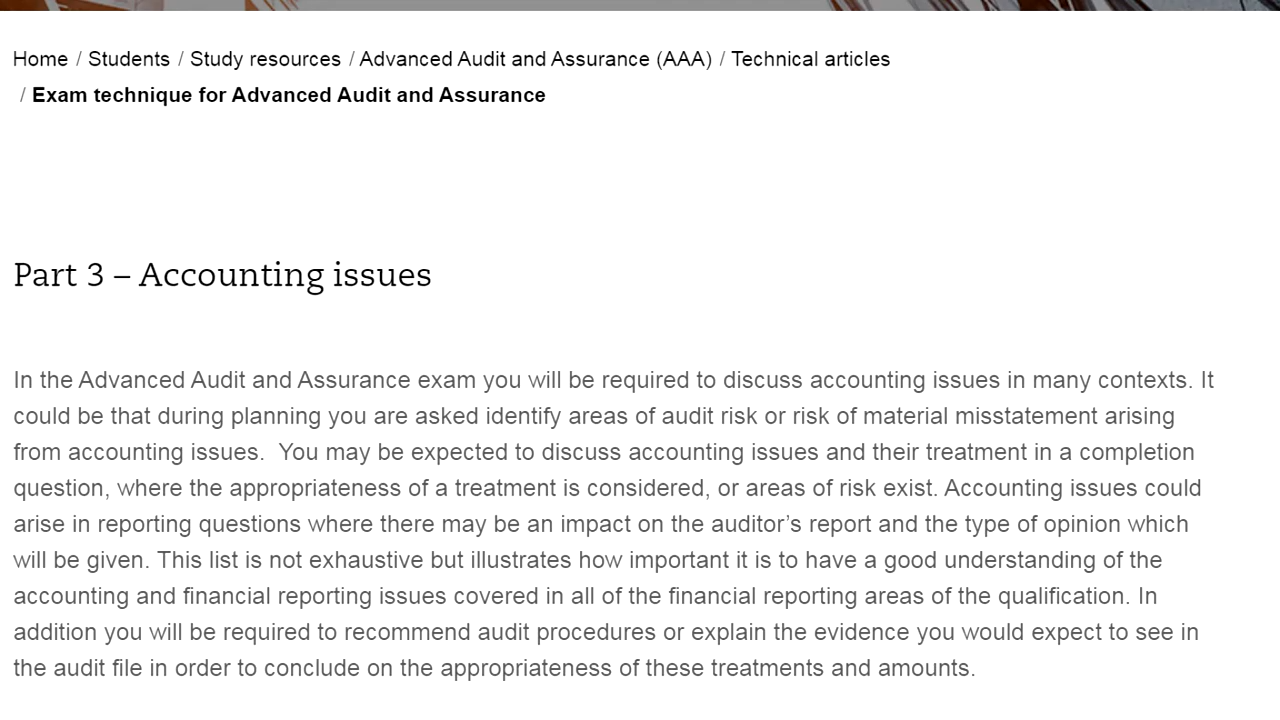 Home / Students / Study resources / Advanced Audit and Assurance (AAA) / Technical articles
/ Exam technique for Advanced Audit and Assurance
Part 3 – Accounting issues
In the Advanced Audit and Assurance exam you will be required to discuss accounting issues in many contexts. It
could be that during planning you are asked identify areas of audit risk or risk of material misstatement arising
from accounting issues.  You may be expected to discuss accounting issues and their treatment in a completion
question, where the appropriateness of a treatment is considered, or areas of risk exist. Accounting issues could
arise in reporting questions where there may be an impact on the auditor’s report and the type of opinion which
will be given. This list is not exhaustive but illustrates how important it is to have a good understanding of the
accounting and financial reporting issues covered in all of the financial reporting areas of the qualification. In
addition you will be required to recommend audit procedures or explain the evidence you would expect to see in
the audit file in order to conclude on the appropriateness of these treatments and amounts.